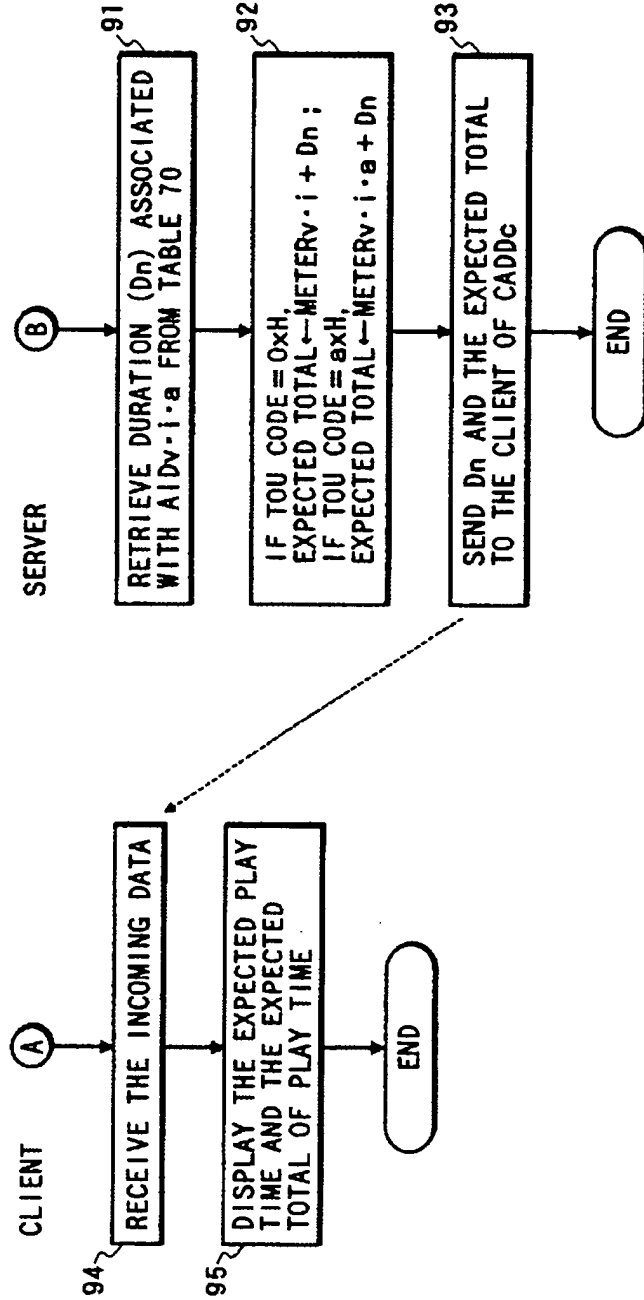 CLIENT
A
94
RECEIVE THE INCOMING DATA
95
DISPLAY THE EXPECTED PLAY
TIME AND THE EXPECTED
TOTAL OF PLAY TIME
END
SERVER
B
91
RETRIEVE DURATION (Dn) ASSOCIATED
WITH AIDv·i·a FROM TABLE 70
92
IF TOU CODE=0xH,
EXPECTED TOTAL←METERv·i+Dn;
IF TOU CODE=axH,
EXPECTED TOTAL←METERv·i·a+Dn
93
SEND Dn AND THE EXPECTED TOTAL
TO THE CLIENT OF CADDc
END